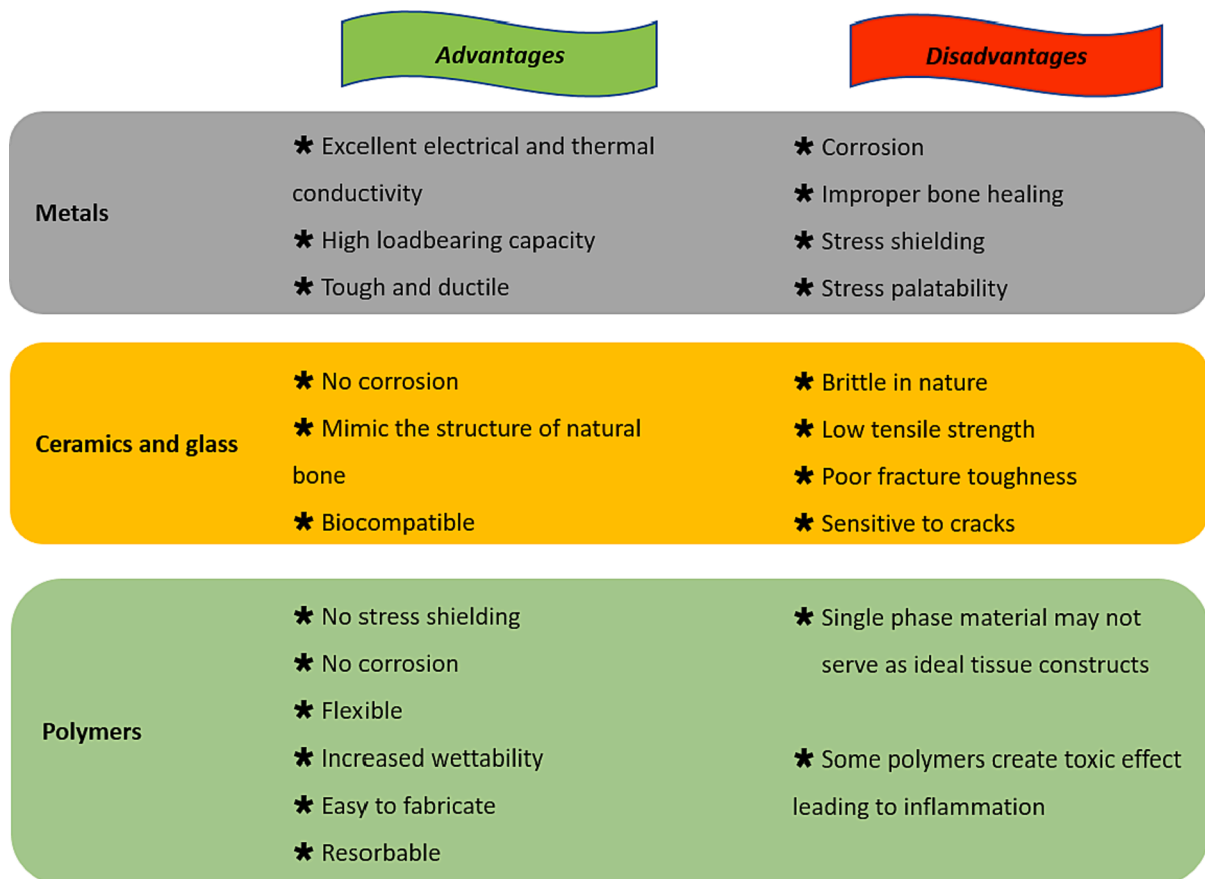 Advantages
Disadvantages
Metals
* Excellent electrical and thermal
conductivity
* High loadbearing capacity
* Tough and ductile
* Corrosion
* Improper bone healing
* Stress shielding
* Stress palatability
Ceramics and glass
* No corrosion
* Mimic the structure of natural
bone
* Biocompatible
* Brittle in nature
* Low tensile strength
* Poor fracture toughness
* Sensitive to cracks
Polymers
* No stress shielding
* No corrosion
* Flexible
* Increased wettability
* Easy to fabricate
* Resorbable
* Single phase material may not
serve as ideal tissue constructs
* Some polymers create toxic effect
leading to inflammation